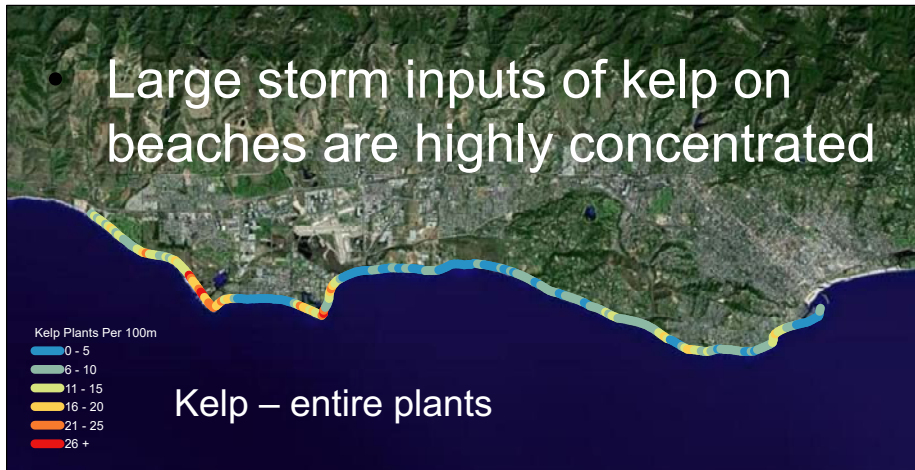 • Large storm inputs of kelp on
beaches are highly concentrated
Kelp Plants Per 100m
0 - 5
6 - 10
11 - 15
16 - 20
21 - 25
26 +
Kelp – entire plants